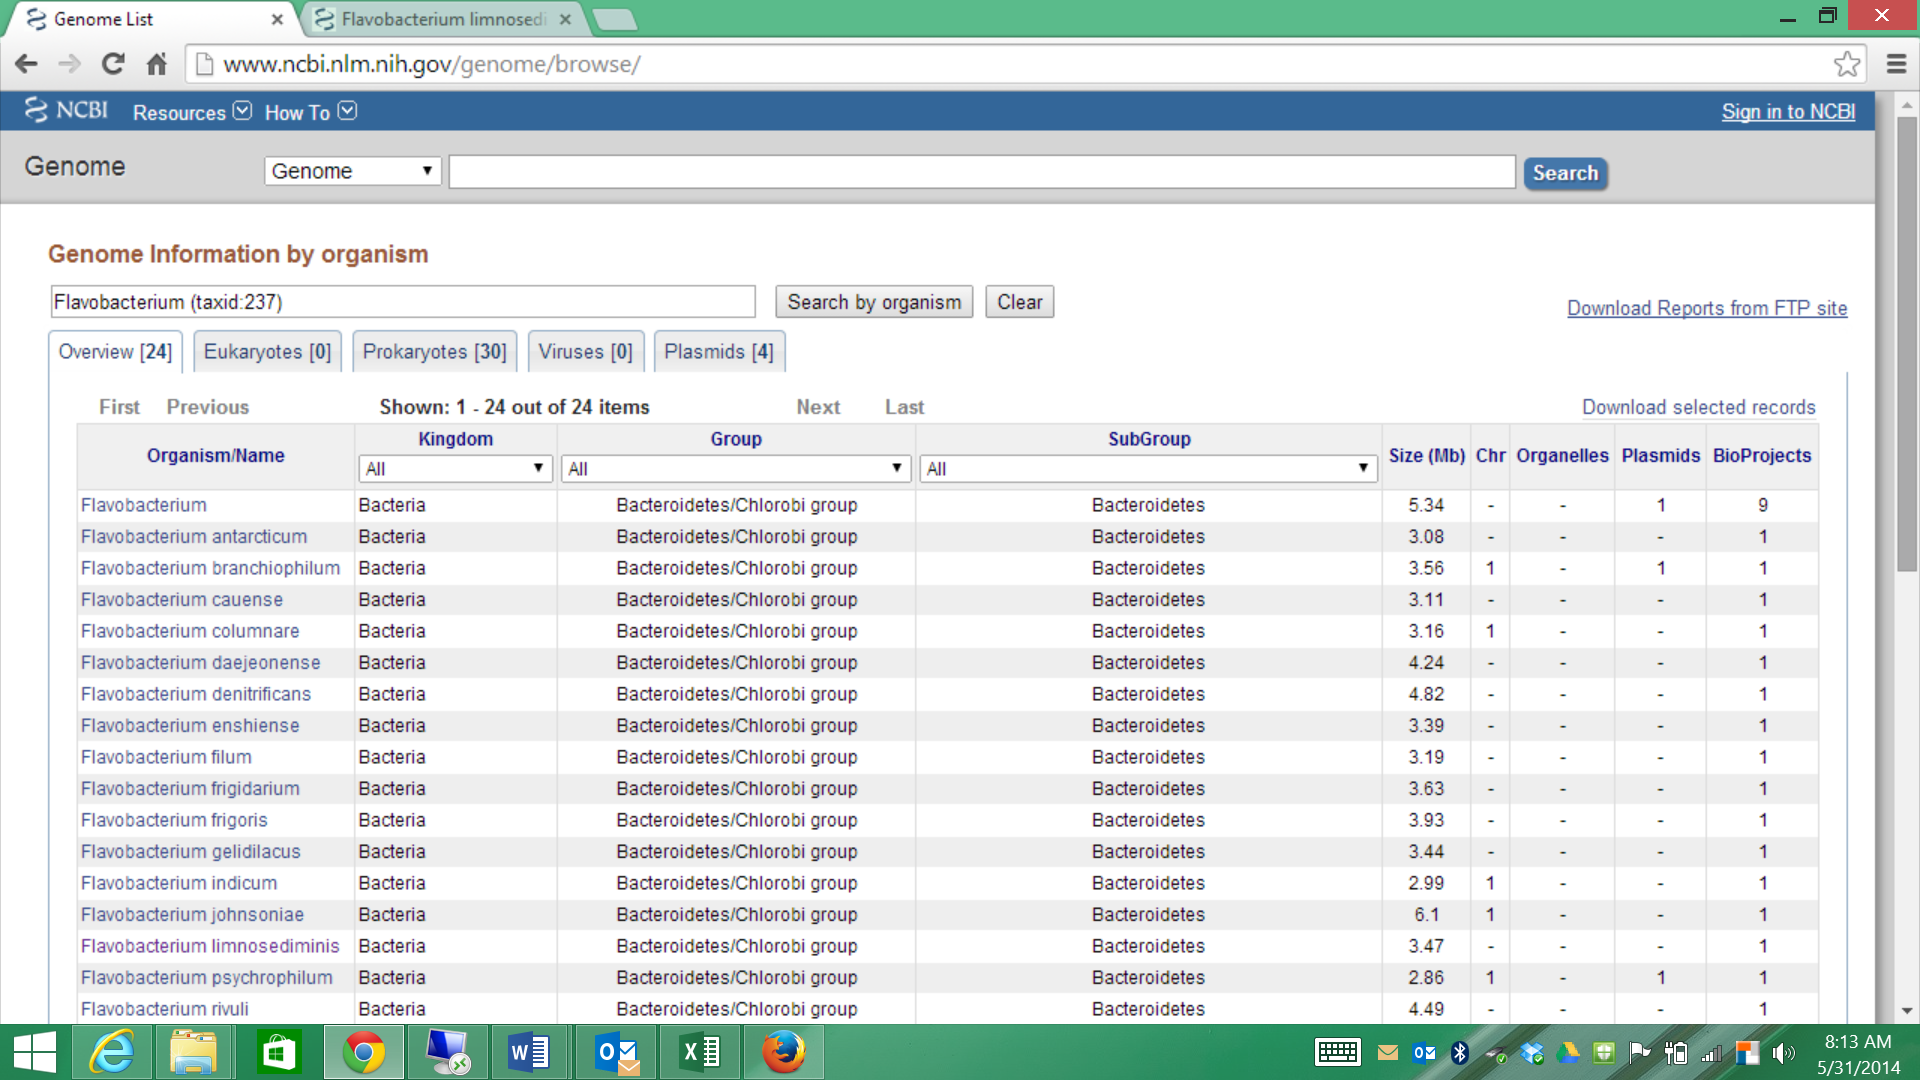 Genome List
Flavobacterium limnosedi
www.ncbi.nlm.nih.gov/genome/browse/
NCBI Resources How To Sign in to NCBI
Genome Genome Search
Genome Information by organism
Flavobacterium (taxid:237) Search by organism Clear
Download Reports from FTP site
Overview [24] Eukaryotes [0] Prokaryotes [30] Viruses [0] Plasmids [4]
First Previous Shown: 1 - 24 out of 24 items Next Last Download selected records
Organism/Name Kingdom Group SubGroup Size (Mb) Chr Organelles Plasmids BioProjects
All All All
Flavobacterium Bacteria Bacteroidetes/Chlorobi group Bacteroidetes 5.34 - - 1 9
Flavobacterium antarcticum Bacteria Bacteroidetes/Chlorobi group Bacteroidetes 3.08 - - - 1
Flavobacterium branchiophilum Bacteria Bacteroidetes/Chlorobi group Bacteroidetes 3.56 1 - 1 1
Flavobacterium cauense Bacteria Bacteroidetes/Chlorobi group Bacteroidetes 3.11 - - - 1
Flavobacterium columnare Bacteria Bacteroidetes/Chlorobi group Bacteroidetes 3.16 1 - - 1
Flavobacterium daejeonense Bacteria Bacteroidetes/Chlorobi group Bacteroidetes 4.24 - - - 1
Flavobacterium denitrificans Bacteria Bacteroidetes/Chlorobi group Bacteroidetes 4.82 - - - 1
Flavobacterium enshiense Bacteria Bacteroidetes/Chlorobi group Bacteroidetes 3.39 - - - 1
Flavobacterium filum Bacteria Bacteroidetes/Chlorobi group Bacteroidetes 3.19 - - - 1
Flavobacterium frigidarium Bacteria Bacteroidetes/Chlorobi group Bacteroidetes 3.63 - - - 1
Flavobacterium frigoris Bacteria Bacteroidetes/Chlorobi group Bacteroidetes 3.93 - - - 1
Flavobacterium gelidilacus Bacteria Bacteroidetes/Chlorobi group Bacteroidetes 3.44 - - - 1
Flavobacterium indicum Bacteria Bacteroidetes/Chlorobi group Bacteroidetes 2.99 1 - - 1
Flavobacterium johnsoniae Bacteria Bacteroidetes/Chlorobi group Bacteroidetes 6.1 1 - - 1
Flavobacterium limnosediminis Bacteria Bacteroidetes/Chlorobi group Bacteroidetes 3.47 - - - 1
Flavobacterium psychrophilum Bacteria Bacteroidetes/Chlorobi group Bacteroidetes 2.86 1 - 1 1
Flavobacterium rivuli Bacteria Bacteroidetes/Chlorobi group Bacteroidetes 4.49 - - - 1
8:13 AM
5/31/2014